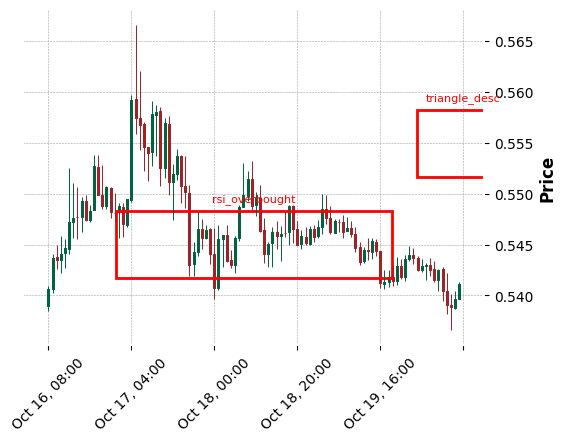 0.565
0.560
triangle_desc
0.555
0.550
rsi_overbought
0.545
0.540
Price
Oct 16, 08:00
Oct 17, 04:00
Oct 18, 00:00
Oct 18, 20:00
Oct 19, 16:00